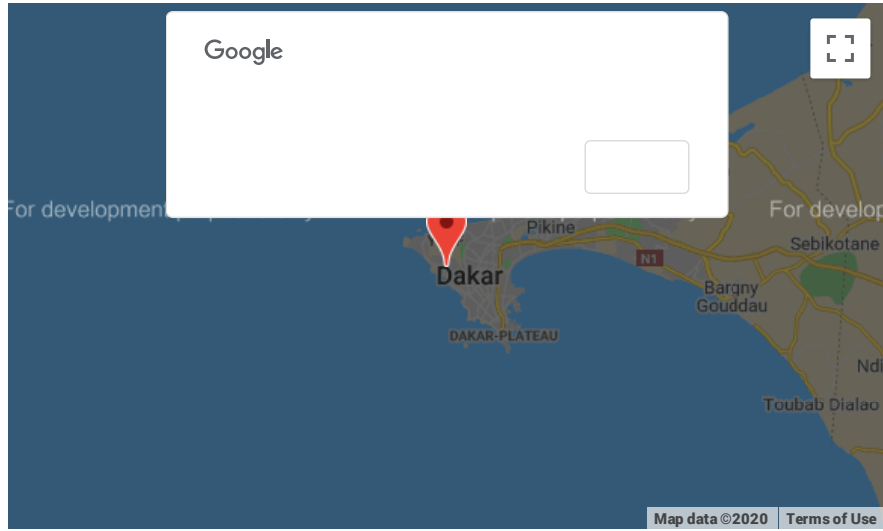 Google
For development
For develop
Pikine
Sebikotane
N1
Dakar
Bargny
Gouddau
DAKAR-PLATEAU
Ndi
Toubab Dialao
Map data ©2020
Terms of Use